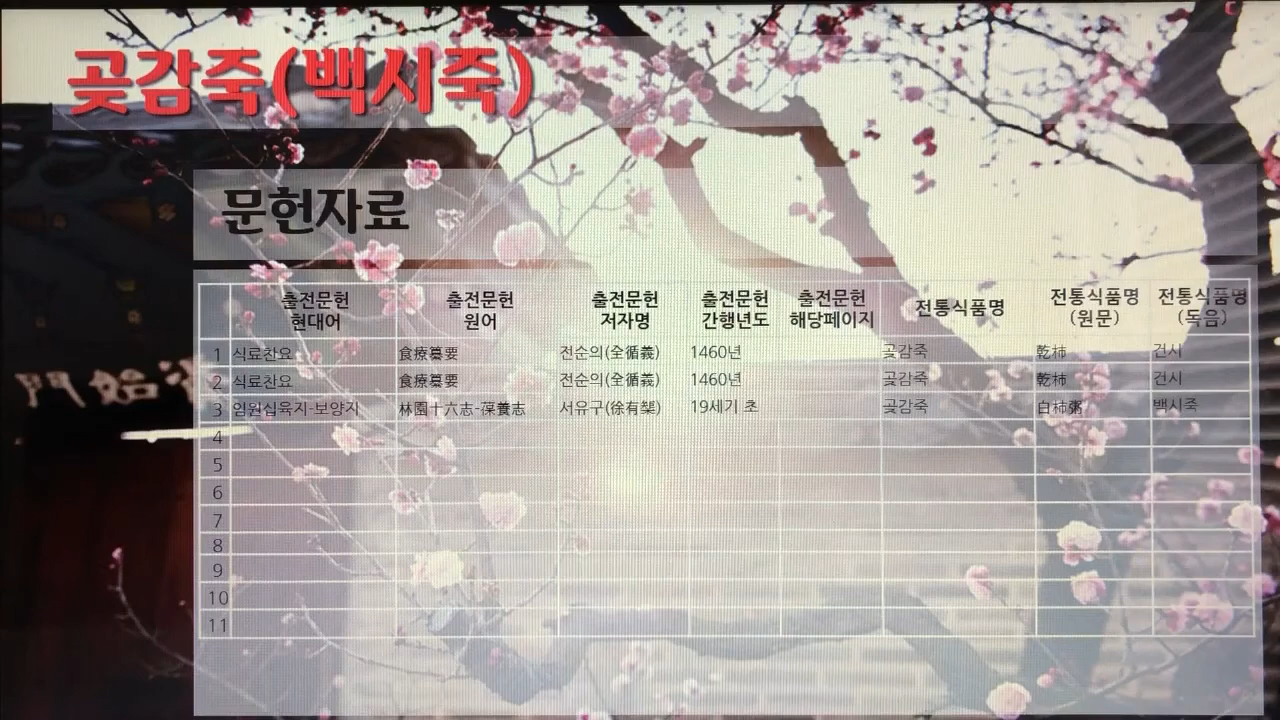 곶감죽(백시죽)
문헌자료
출전문헌 현대어 출전문헌 원어 출전문헌 저자명 출전문헌 간행년도 출전문헌 해당페이지 전통식품명 전통식품명 (원문) 전통식품명 (독음)
1 식료찬요 食療纂要 전순의(全循義) 1460년 곶감죽 乾柿 건시
2 식료찬요 食療纂要 전순의(全循義) 1460년 곶감죽 乾柿 건시
3 임원십육지-보양지 林園十六志-葆養志 서유구(徐有榘) 19세기 초 곶감죽 白柿粥 백시죽
4
5
6
7
8
9
10
11